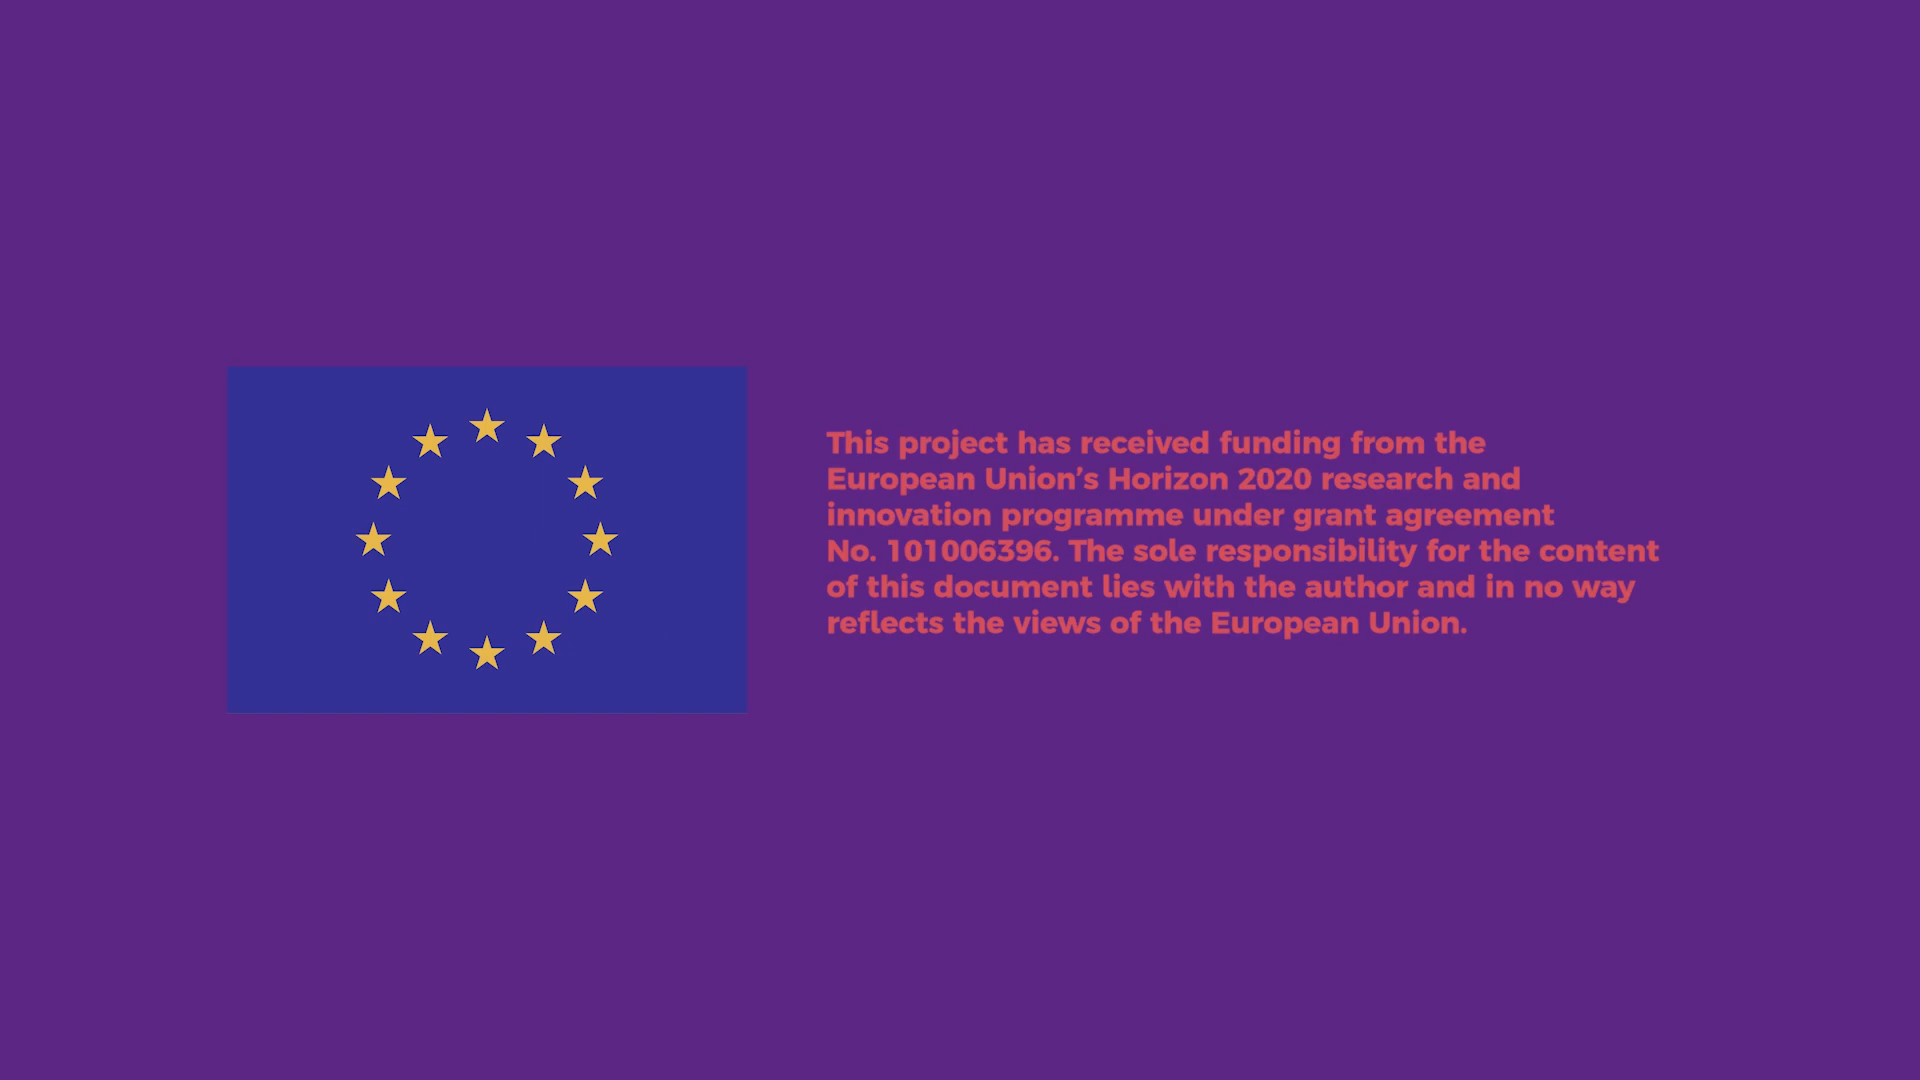 This project has received funding from the
European Union’s Horizon 2020 research and
innovation programme under grant agreement
No. 101006396. The sole responsibility for the content
of this document lies with the author and in no way
reflects the views of the European Union.